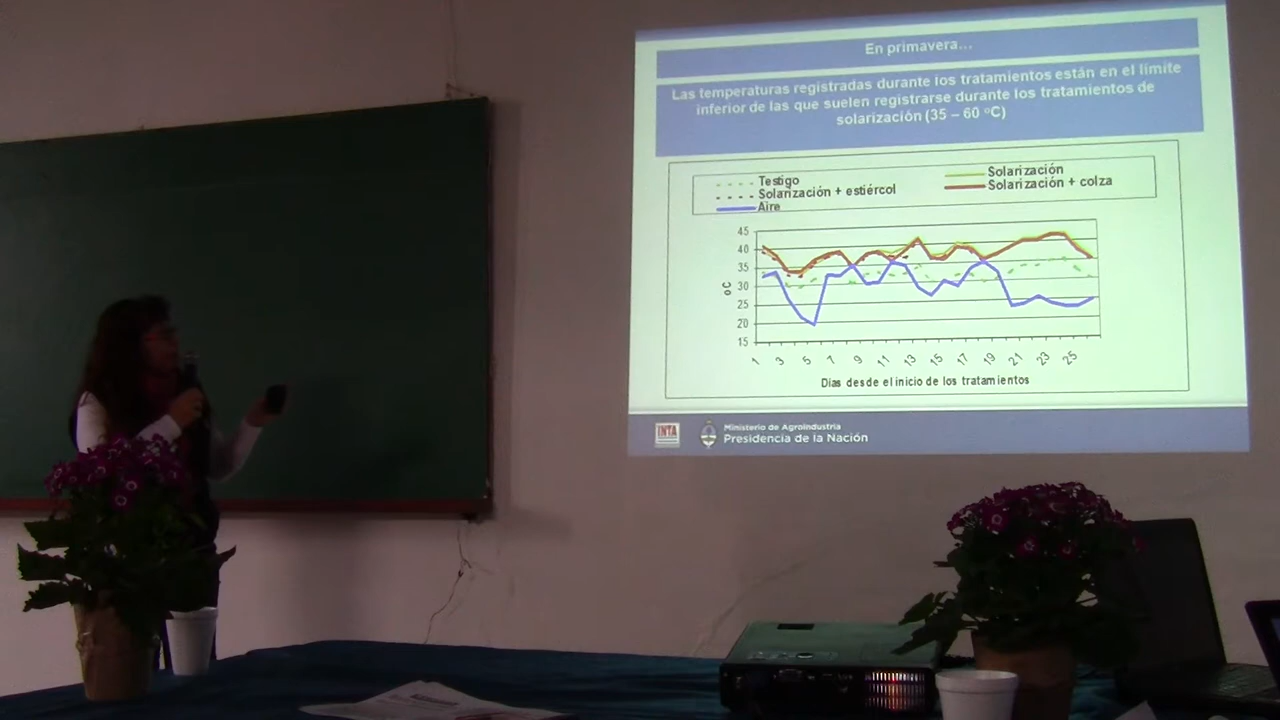 En primavera...
Las temperaturas registradas durante los tratamientos están en el límite
inferior de las que suelen registrarse durante los tratamientos de
solarización (35 – 60 ºC)
Testigo
Solarización
Solarización + estiércol
Solarización + colza
Aire
45
40
35
30
25
20
15
oC
1 3 5 7 9 11 13 15 17 19 21 23 25
Dias desde el inicio de los tratamientos
INTA
Ministerio de Agroindustria
Presidencia de la Nación